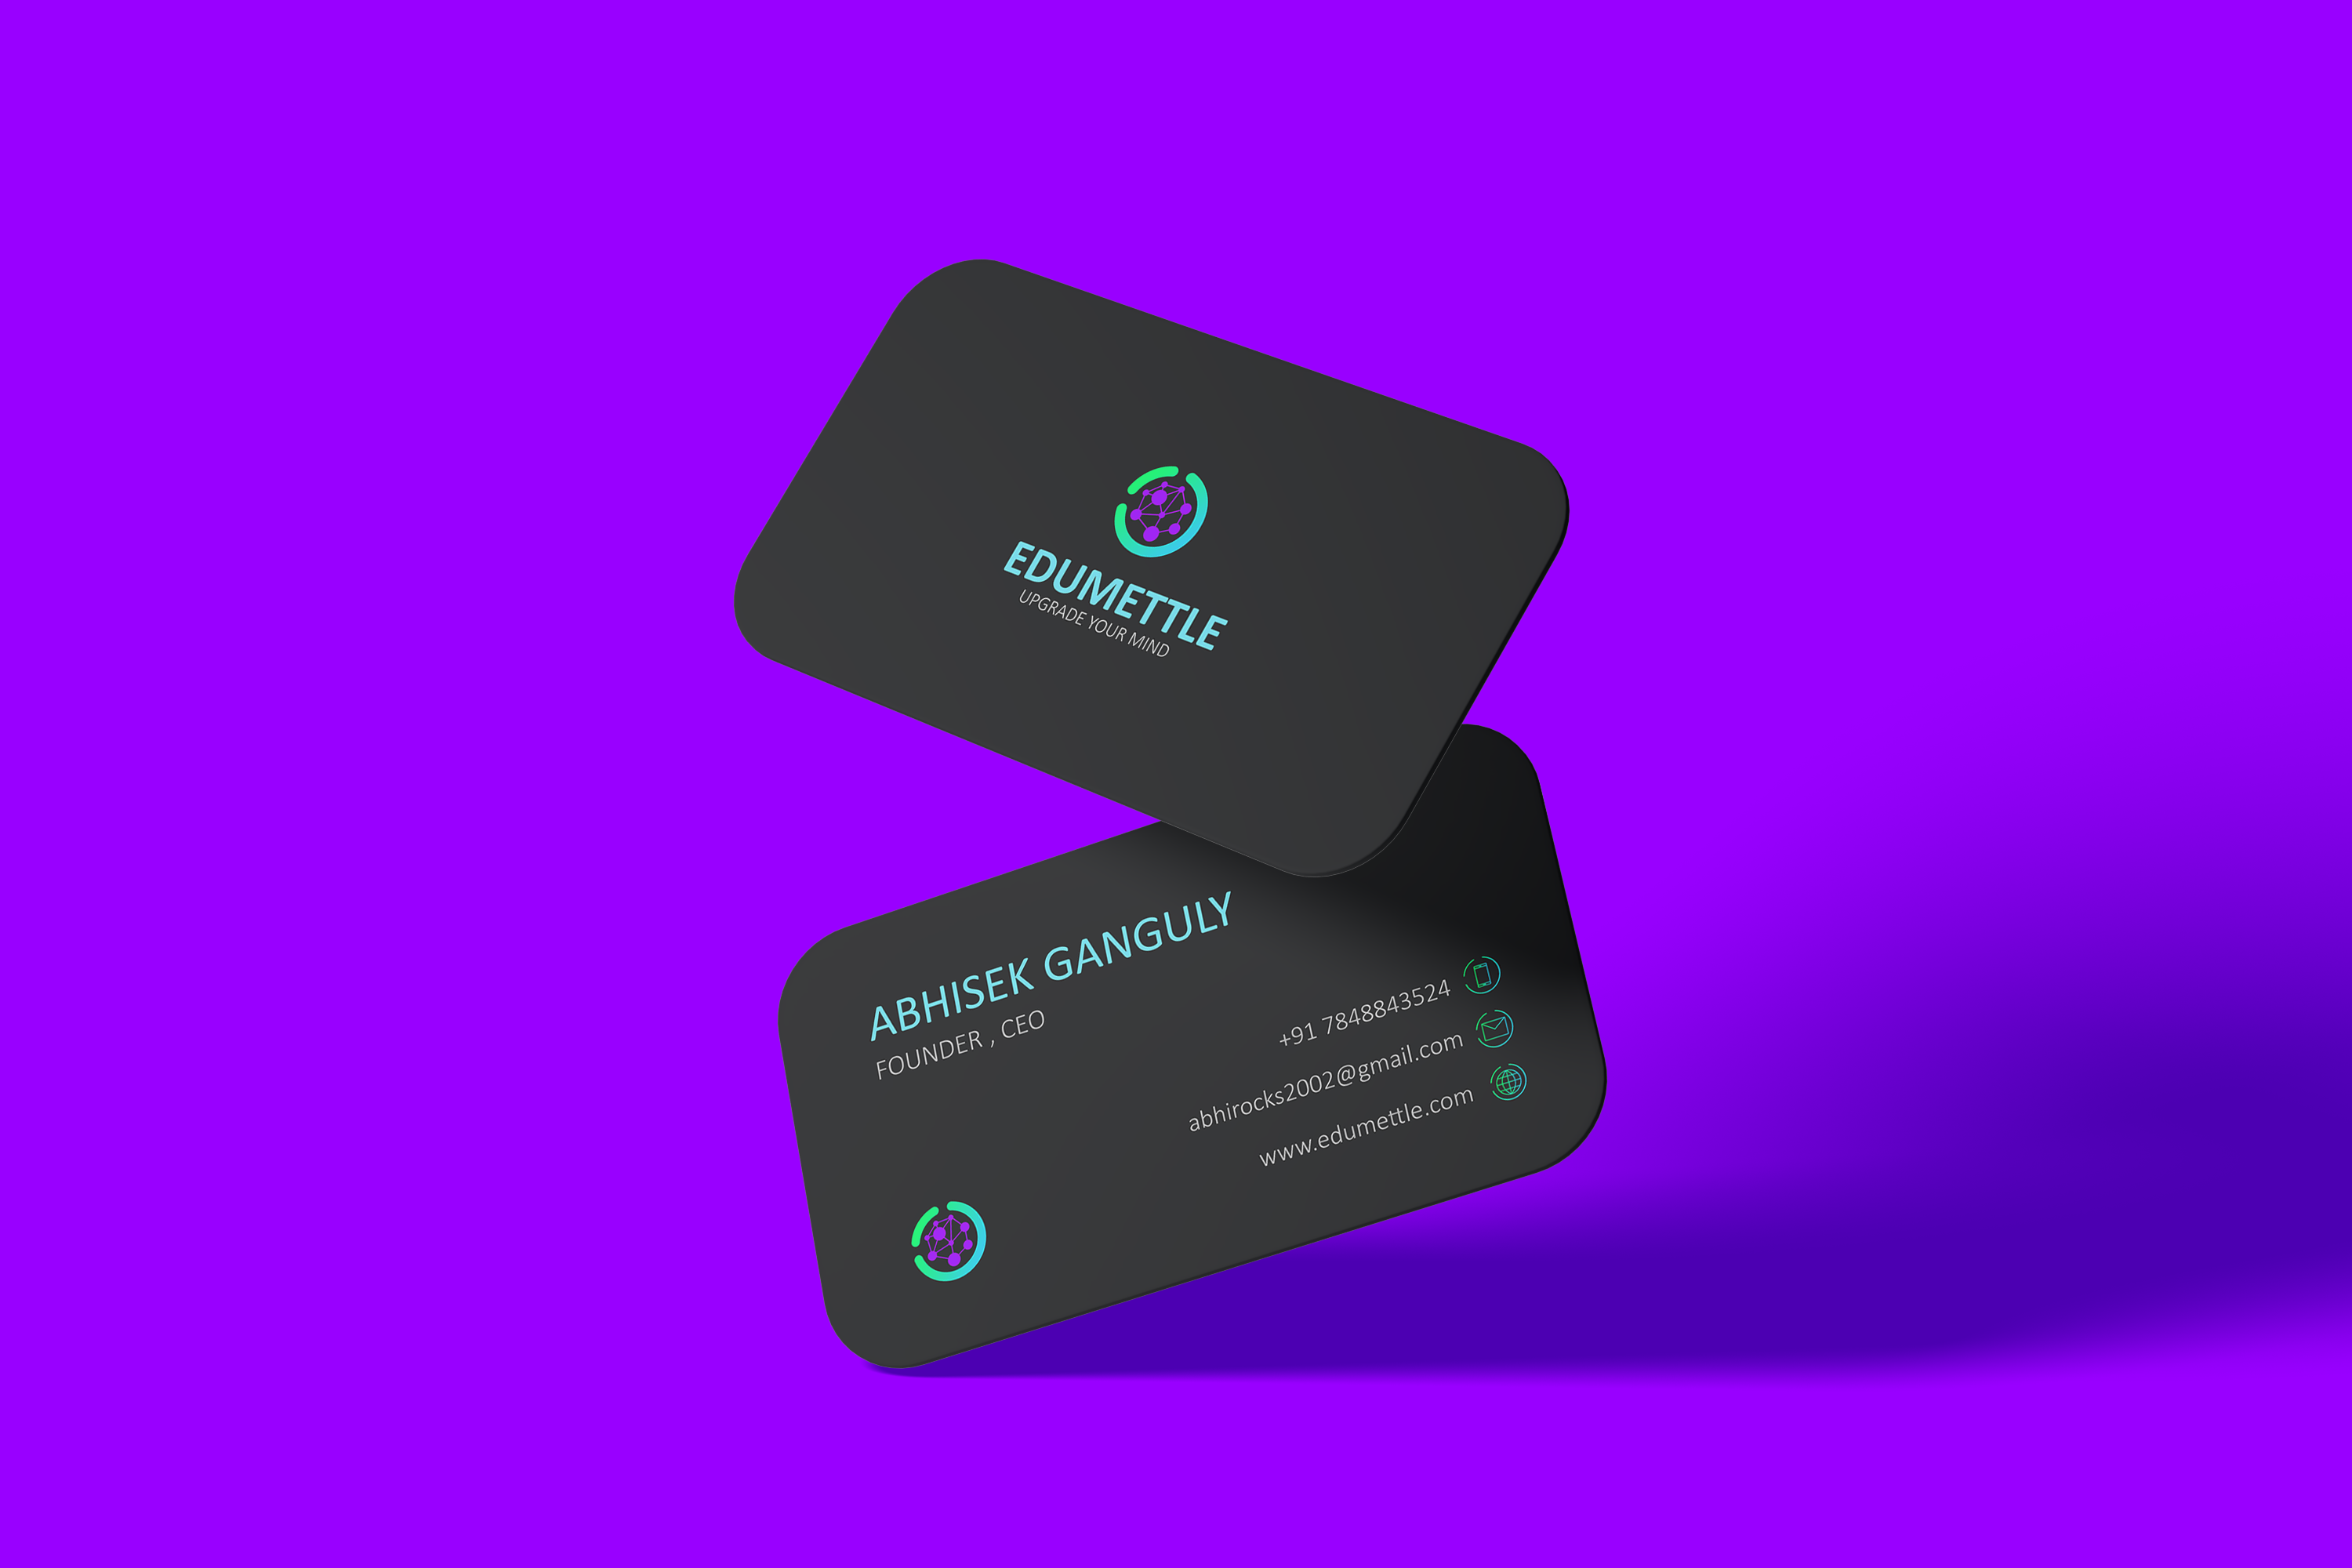 EDUMETTLE
UPGRADE YOUR MIND
ABHISEK GANGULY
FOUNDER , CEO
+91 7848843524
abhirocks2002@gmail.com
www.edumettle.com